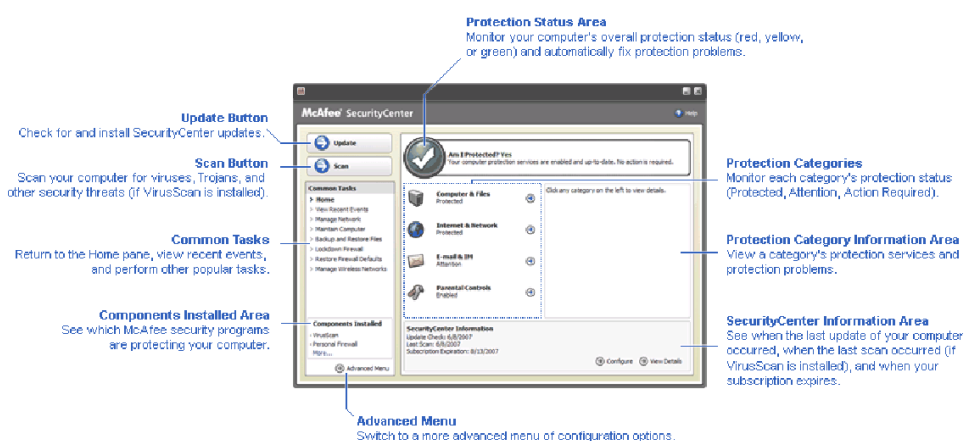 Protection Status Area
Monitor your computer's overall protection status (red, yellow,
or green) and automatically fix protection problems.
Update Button
Check for and install SecurityCenter updates.
Scan Button
Scan your computer for viruses, Trojans, and
other security threats (if VirusScan is installed).
Common Tasks
Return to the Home pane, view recent events,
and perform other popular tasks.
Components Installed Area
See which McAfee security programs
are protecting your computer.
McAfee® SecurityCenter
Help
Update
Scan
Common Tasks
> Home
> View Recent Events
> Manage Network
> Maintain Computer
> Backup and Restore Files
> Lockdown Firewall
> Restore Firewall Defaults
> Manage Wireless Networks
Components Installed
VirusScan
Personal Firewall
More...
Advanced Menu
Am I Protected? Yes
Your computer protection services are enabled and up-to-date. No action is required.
Computer & Files
Protected
Internet & Network
Protected
E-mail & IM
Attention
Parental Controls
Enabled
Click any category on the left to view details.
SecurityCenter Information
Update Check: 6/8/2007
Last Scan: 6/8/2007
Subscription Expiration: 8/13/2007
Configure
View Details
Protection Categories
Monitor each category's protection status
(Protected, Attention, Action Required).
Protection Category Information Area
View a category's protection services and
protection problems.
SecurityCenter Information Area
See when the last update of your computer
occurred, when the last scan occurred (if
VirusScan is installed), and when your
subscription expires.
Advanced Menu
Switch to a more advanced menu of configuration options.